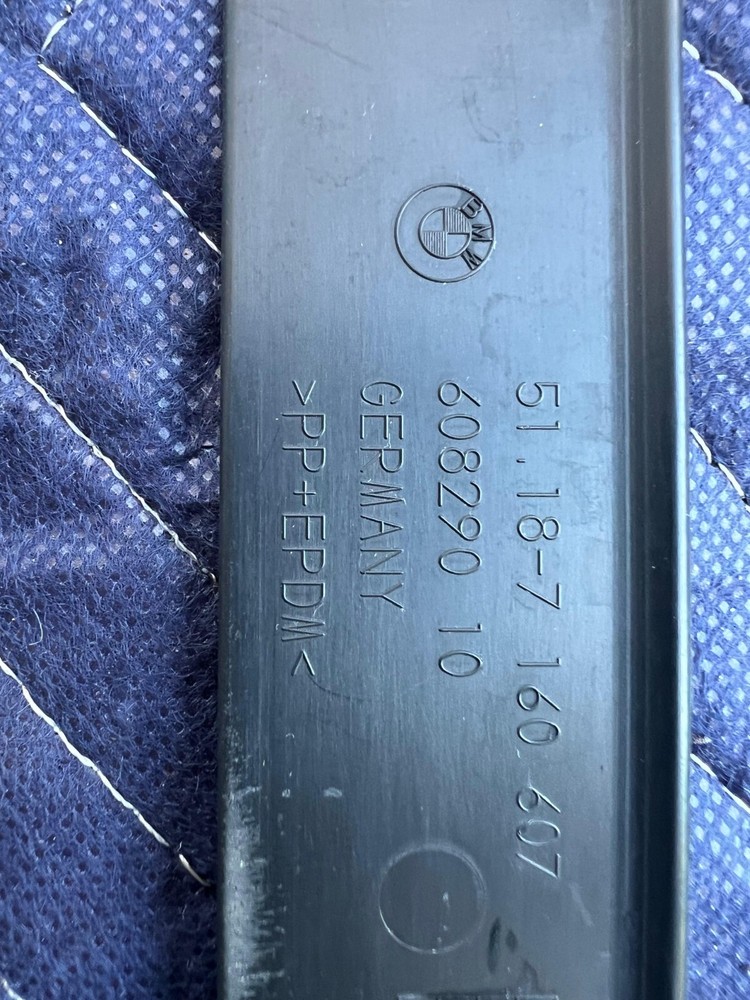 BMW
51.18-7 160 607
608290 10
GERMANY
>PP+EPDM<